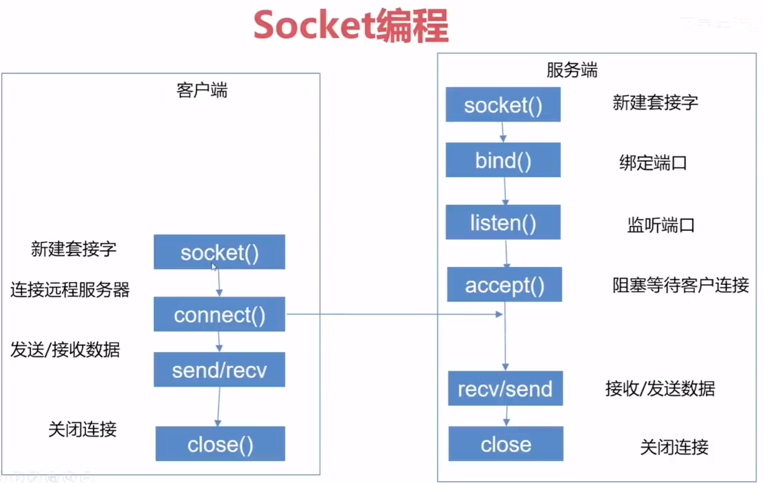 Socket编程
客户端
新建套接字
socket()
连接远程服务器
connect()
发送/接收数据
send/recv
关闭连接
close()
服务端
socket()
新建套接字
bind()
绑定端口
listen()
监听端口
accept()
阻塞等待客户连接
recv/send
接收/发送数据
close
关闭连接